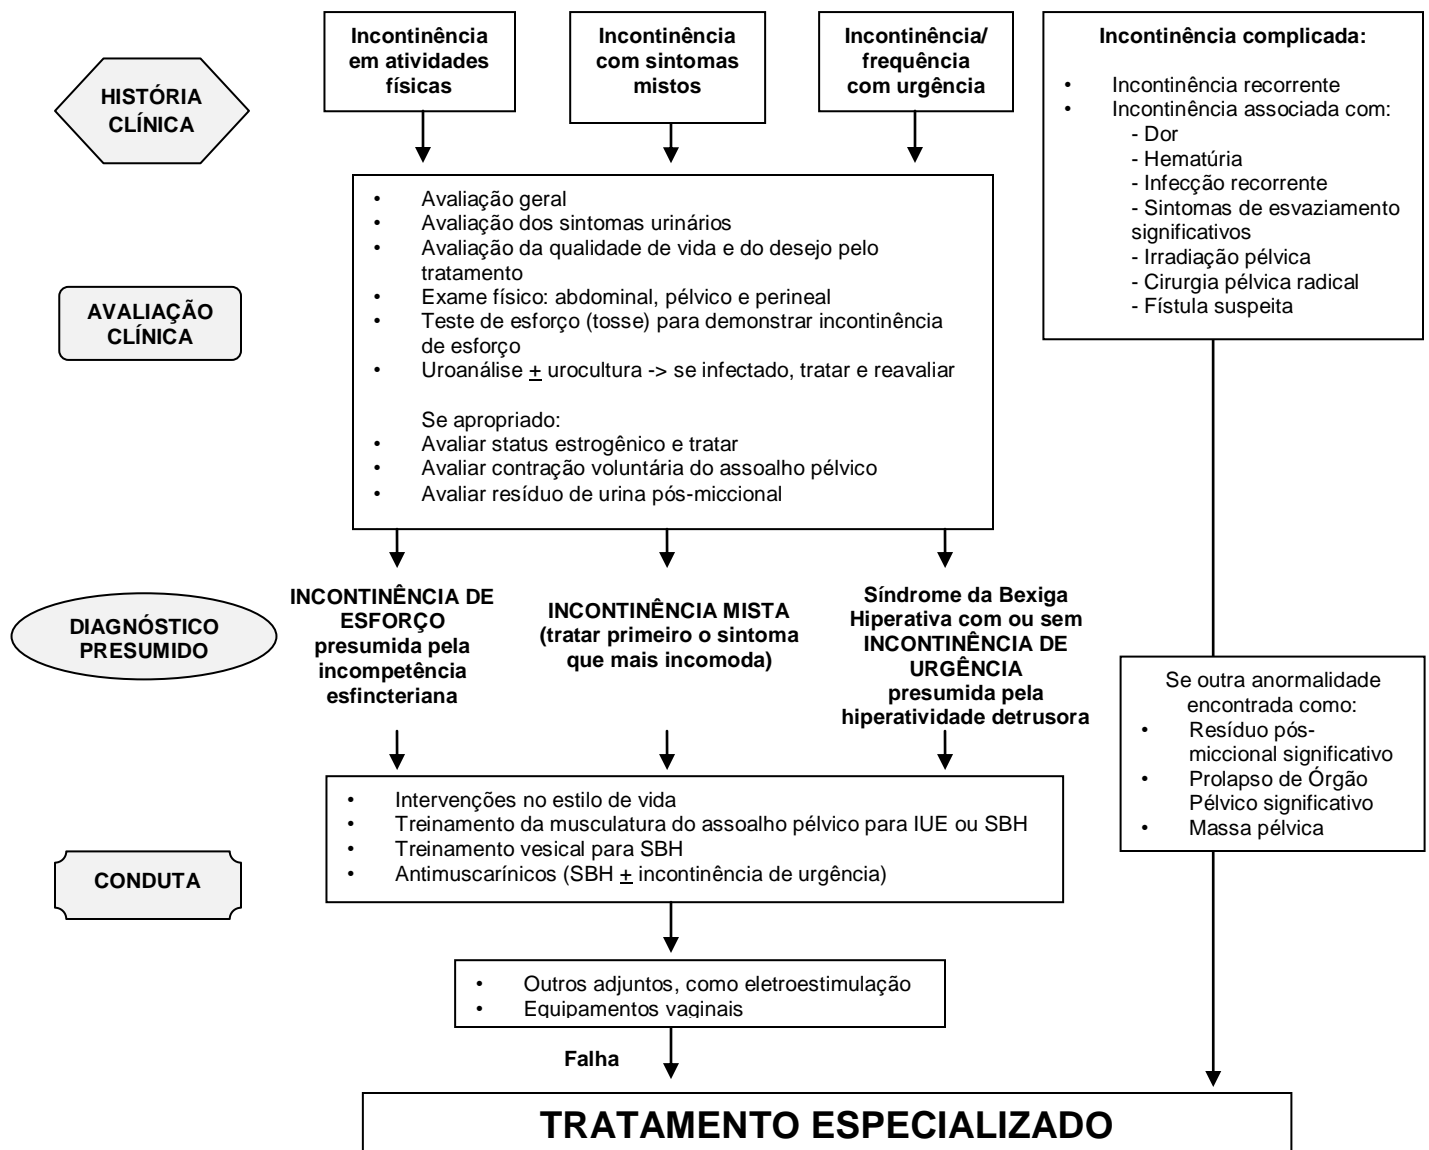 HISTÓRIA
CLÍNICA
Incontinência
em atividades
físicas
Incontinência
com sintomas
mistos
Incontinência/
frequência
com urgência
Incontinência complicada:
• Incontinência recorrente
• Incontinência associada com:
- Dor
- Hematúria
- Infecção recorrente
- Sintomas de esvaziamento
significativos
- Irradiação pélvica
- Cirurgia pélvica radical
- Fístula suspeita
AVALIAÇÃO
CLÍNICA
• Avaliação geral
• Avaliação dos sintomas urinários
• Avaliação da qualidade de vida e do desejo pelo
tratamento
• Exame físico: abdominal, pélvico e perineal
• Teste de esforço (tosse) para demonstrar incontinência
de esforço
• Uroanálise + urocultura -> se infectado, tratar e reavaliar
Se apropriado:
• Avaliar status estrogênico e tratar
• Avaliar contração voluntária do assoalho pélvico
• Avaliar resíduo de urina pós-miccional
DIAGNÓSTICO
PRESUMIDO
INCONTINÊNCIA DE
ESFORÇO
presumida pela
incompetência
esfincteriana
INCONTINÊNCIA MISTA
(tratar primeiro o sintoma
que mais incomoda)
Síndrome da Bexiga
Hiperativa com ou sem
INCONTINÊNCIA DE
URGÊNCIA
presumida pela
hiperatividade detrusora
Se outra anormalidade
encontrada como:
• Resíduo pós-
miccional significativo
• Prolapso de Órgão
Pélvico significativo
• Massa pélvica
CONDUTA
• Intervenções no estilo de vida
• Treinamento da musculatura do assoalho pélvico para IUE ou SBH
• Treinamento vesical para SBH
• Antimuscarínicos (SBH + incontinência de urgência)
• Outros adjuntos, como eletroestimulação
• Equipamentos vaginais
Falha
TRATAMENTO ESPECIALIZADO